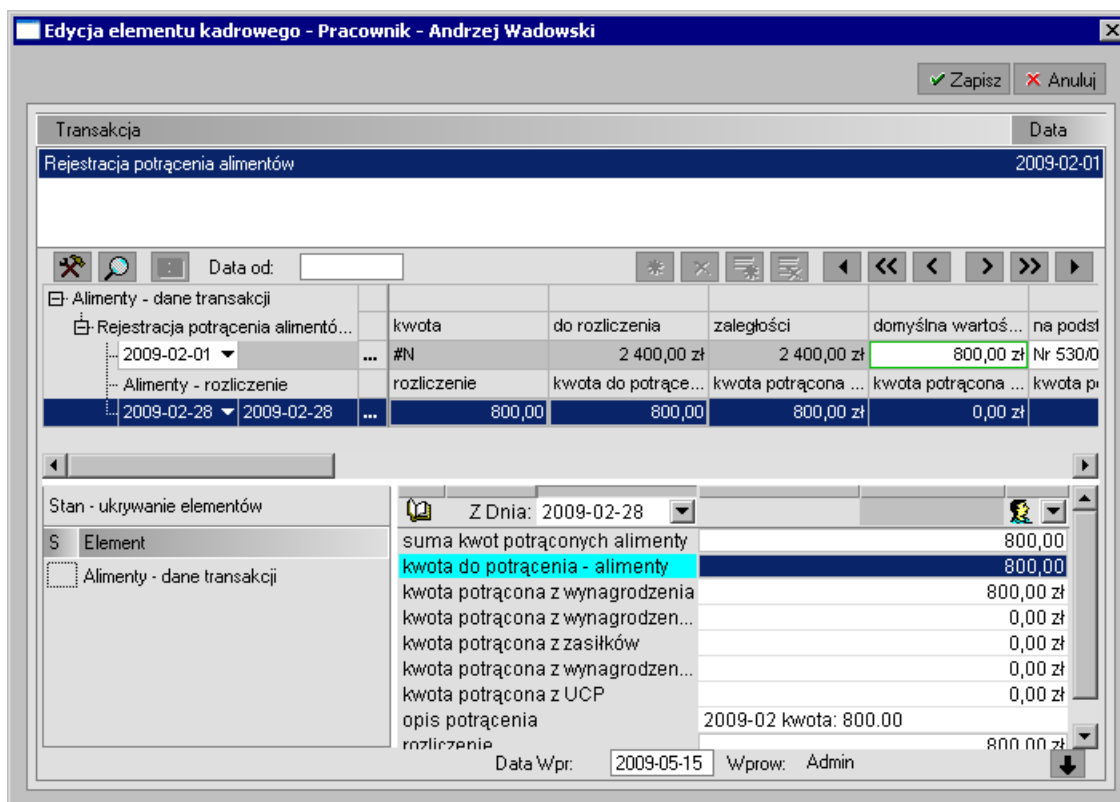 Edycja elementu kadrowego - Pracownik - Andrzej Wadowski
Zapisz Anuluj
Transakcja Data
Rejestracja potrącenia alimentów 2009-02-01
Data od:
Alimenty - dane transakcji
Rejestracja potrącenia alimentó... kwota do rozliczenia zaległości domyślna wartoś... na podst
2009-02-01 ... #N 2 400,00 zł 2 400,00 zł 800,00 zł Nr 530/0
Alimenty - rozliczenie rozliczenie kwota do potrące... kwota potrącona ... kwota potrącona ... kwota po
2009-02-28 2009-02-28 ... 800,00 800,00 800,00 zł 0,00 zł
Stan - ukrywanie elementów
S Element
Alimenty - dane transakcji
Z Dnia: 2009-02-28
suma kwot potrąconych alimenty 800,00
kwota do potrącenia - alimenty 800,00
kwota potrącona z wynagrodzenia 800,00 zł
kwota potrącona z wynagrodzen... 0,00 zł
kwota potrącona z zasiłków 0,00 zł
kwota potrącona z wynagrodzen... 0,00 zł
kwota potrącona z UCP 0,00 zł
opis potrącenia 2009-02 kwota: 800.00
rozliczenie 800,00 zł
Data Wpr: 2009-05-15 Wprow: Admin